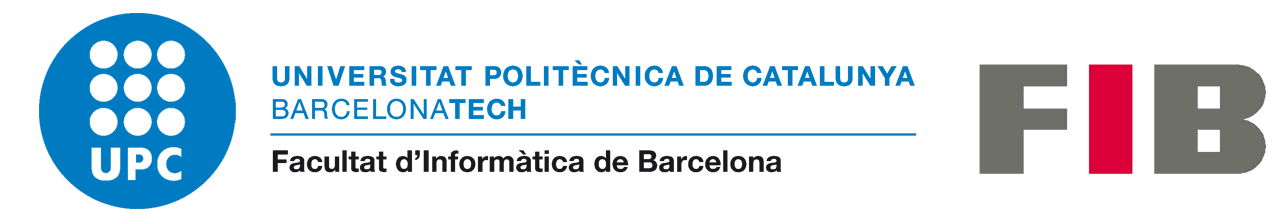 UPC
UNIVERSITAT POLITÈCNICA DE CATALUNYA
BARCELONATECH
Facultat d’Informàtica de Barcelona
FIB